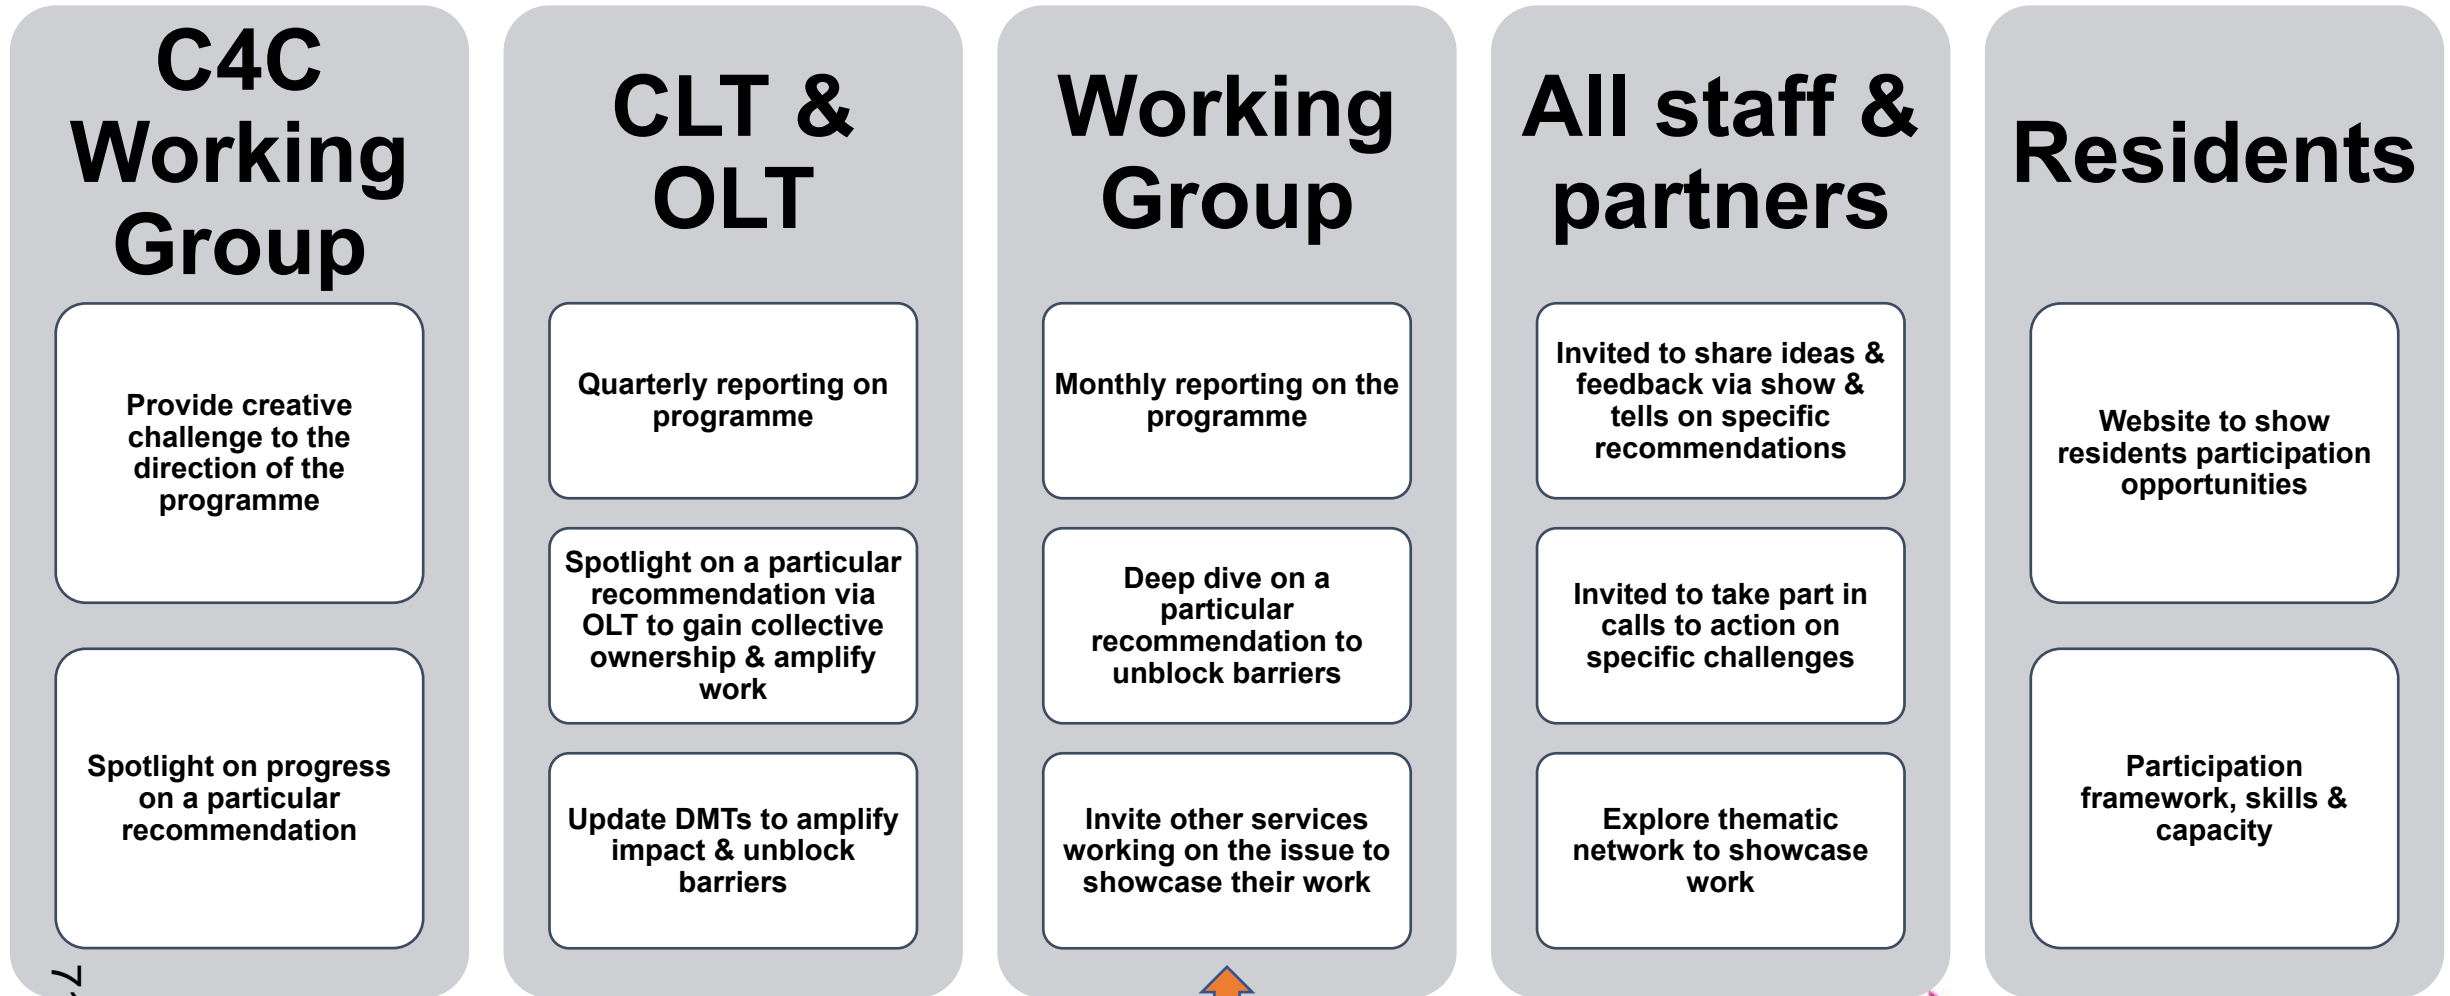 C4C
Working
Group
Provide creative
challenge to the
direction of the
programme
Spotlight on progress
on a particular
recommendation
CLT &
OLT
Quarterly reporting on
programme
Spotlight on a particular
recommendation via
OLT to gain collective
ownership & amplify
work
Update DMTs to amplify
impact & unblock
barriers
Working
Group
Monthly reporting on the
programme
Deep dive on a
particular
recommendation to
unblock barriers
Invite other services
working on the issue to
showcase their work
All staff &
partners
Invited to share ideas &
feedback via show &
tells on specific
recommendations
Invited to take part in
calls to action on
specific challenges
Explore thematic
network to showcase
work
Residents
Website to show
residents participation
opportunities
Participation
framework, skills &
capacity